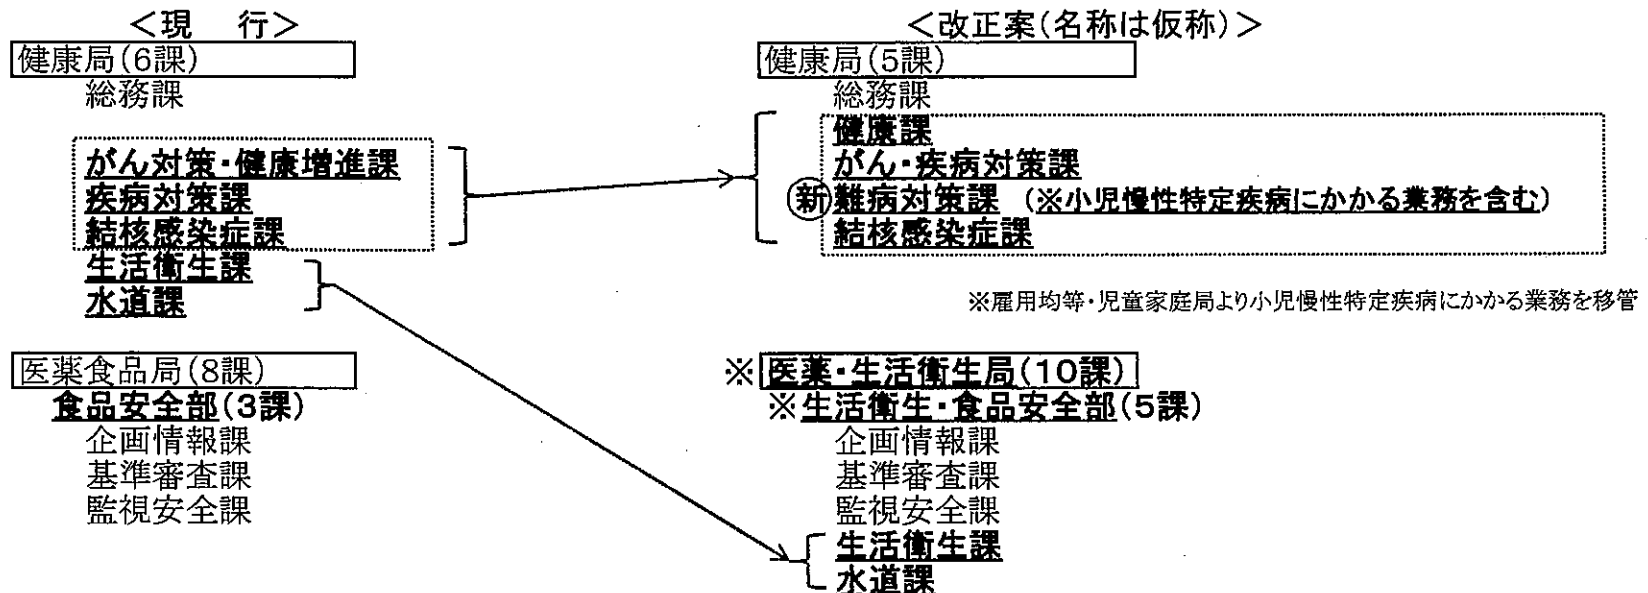 ＜現　行＞
健康局(6課)
総務課
がん対策・健康増進課
疾病対策課
結核感染症課
生活衛生課
水道課
医薬食品局(8課)
食品安全部(3課)
企画情報課
基準審査課
監視安全課
＜改正案(名称は仮称)＞
健康局(5課)
総務課
健康課
がん・疾病対策課
新 難病対策課 (※小児慢性特定疾病にかかる業務を含む)
結核感染症課
※雇用均等・児童家庭局より小児慢性特定疾病にかかる業務を移管
※ 医薬・生活衛生局(10課)
※生活衛生・食品安全部(5課)
企画情報課
基準審査課
監視安全課
生活衛生課
水道課